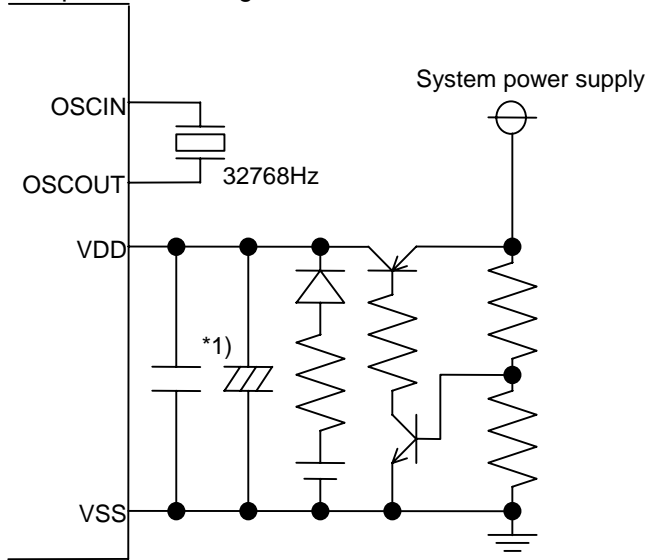 System power supply
OSCIN
OSCOUT
32768Hz
VDD
*1)
VSS